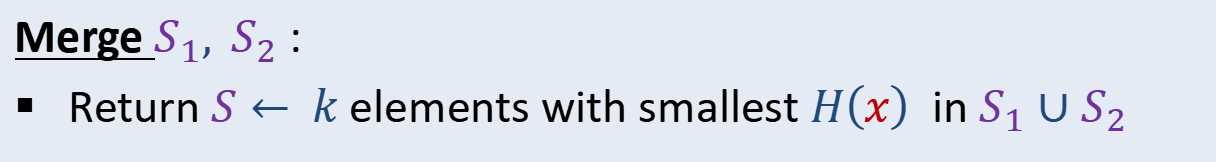 Merge S₁, S₂ :
▪ Return S ← k elements with smallest H(x) in S₁ ∪ S₂